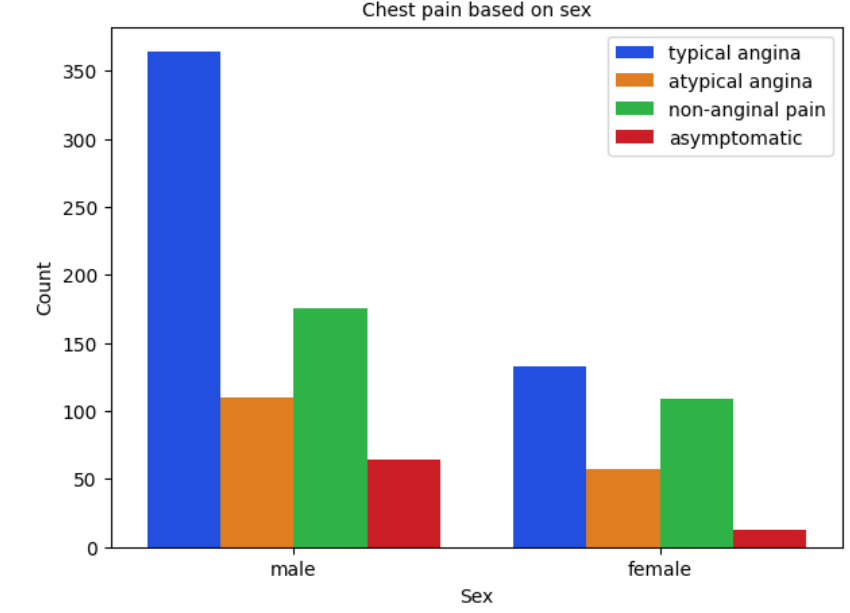 Chest pain based on sex
typical angina
atypical angina
non-anginal pain
asymptomatic
Count
350
300
250
200
150
100
50
0
male
female
Sex